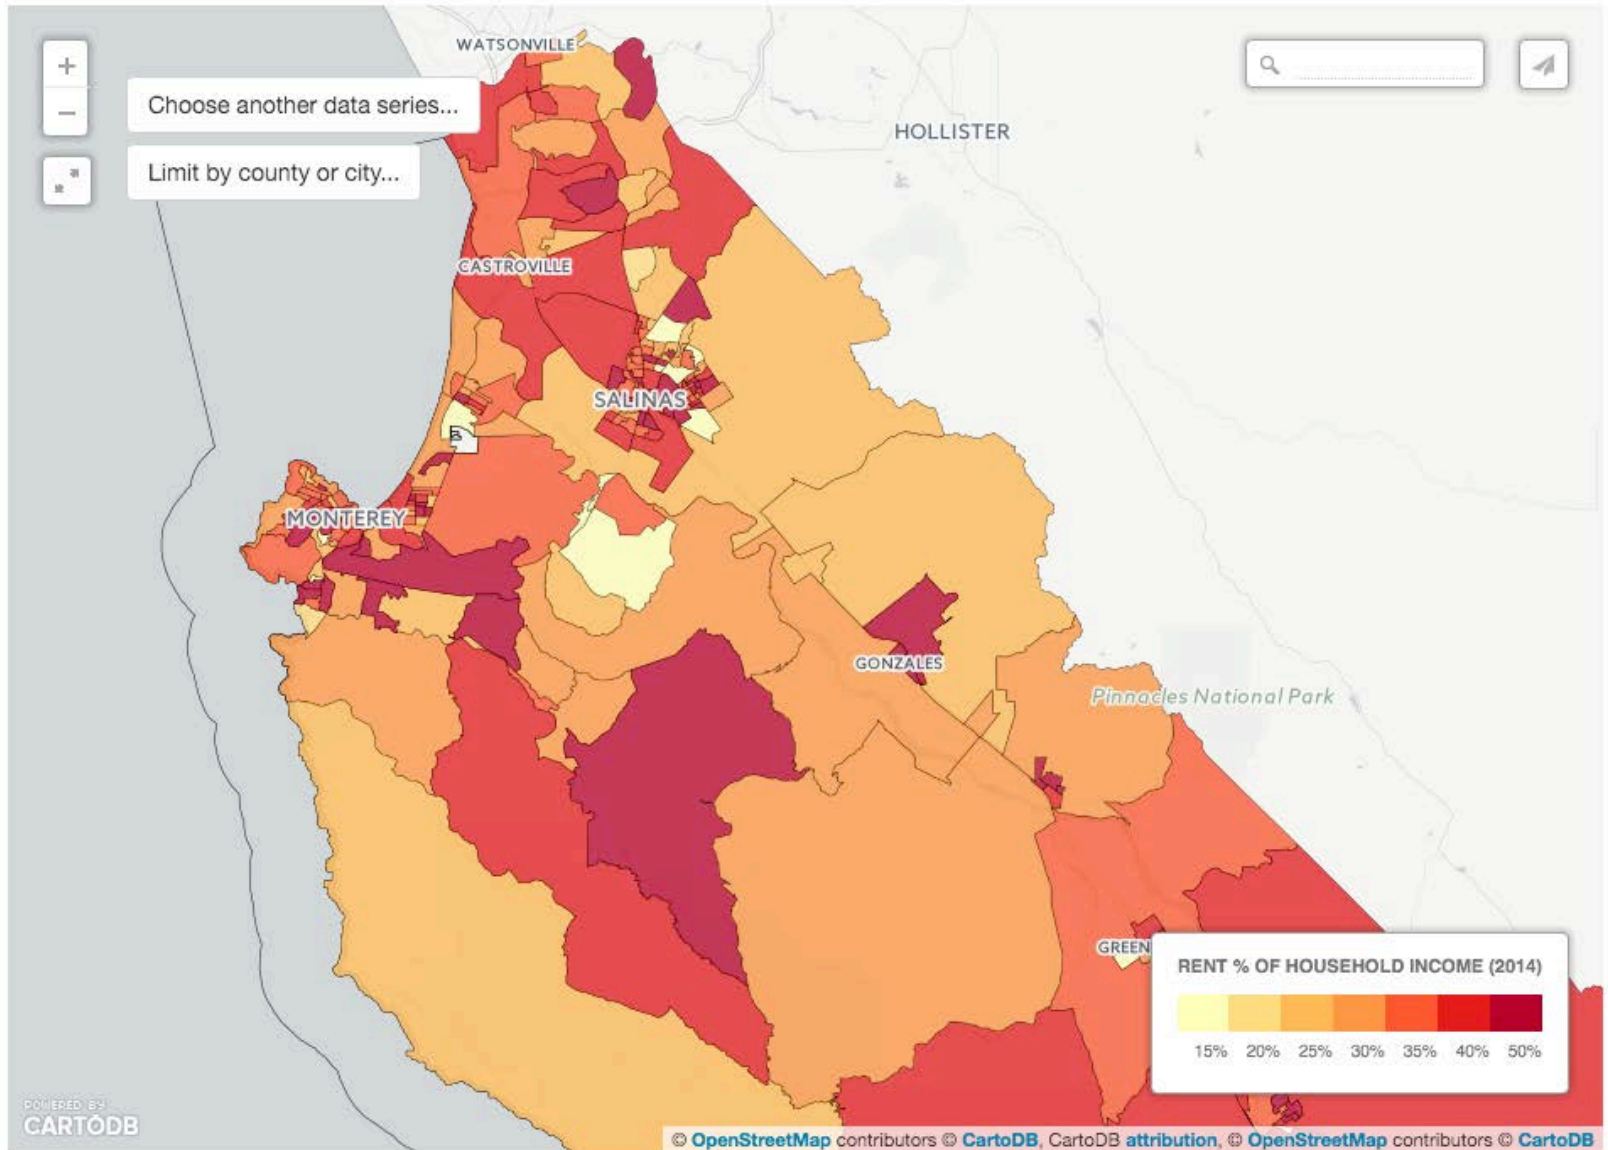 WATSONVILLE
+
Choose another data series...
−
HOLLISTER
Limit by county or city...
CASTROVILLE
SALINAS
MONTEREY
GONZALES
Pinnacles National Park
GREEN
RENT % OF HOUSEHOLD INCOME (2014)
15% 20% 25% 30% 35% 40% 50%
POWERED BY
CARTODB
© OpenStreetMap contributors © CartoDB, CartoDB attribution, © OpenStreetMap contributors © CartoDB